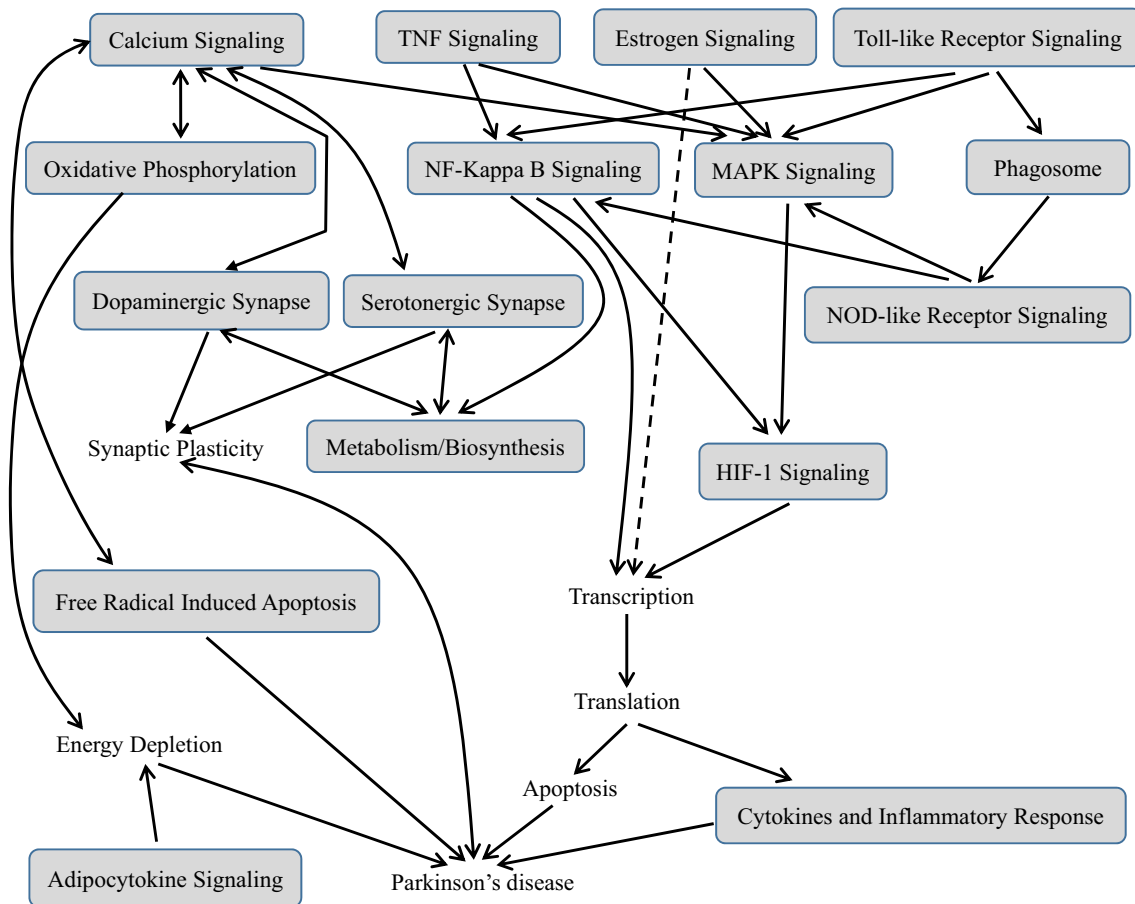 Calcium Signaling
TNF Signaling
Estrogen Signaling
Toll-like Receptor Signaling
Oxidative Phosphorylation
NF-Kappa B Signaling
MAPK Signaling
Phagosome
Dopaminergic Synapse
Serotonergic Synapse
NOD-like Receptor Signaling
Synaptic Plasticity
Metabolism/Biosynthesis
HIF-1 Signaling
Free Radical Induced Apoptosis
Transcription
Translation
Energy Depletion
Apoptosis
Cytokines and Inflammatory Response
Adipocytokine Signaling
Parkinson’s disease